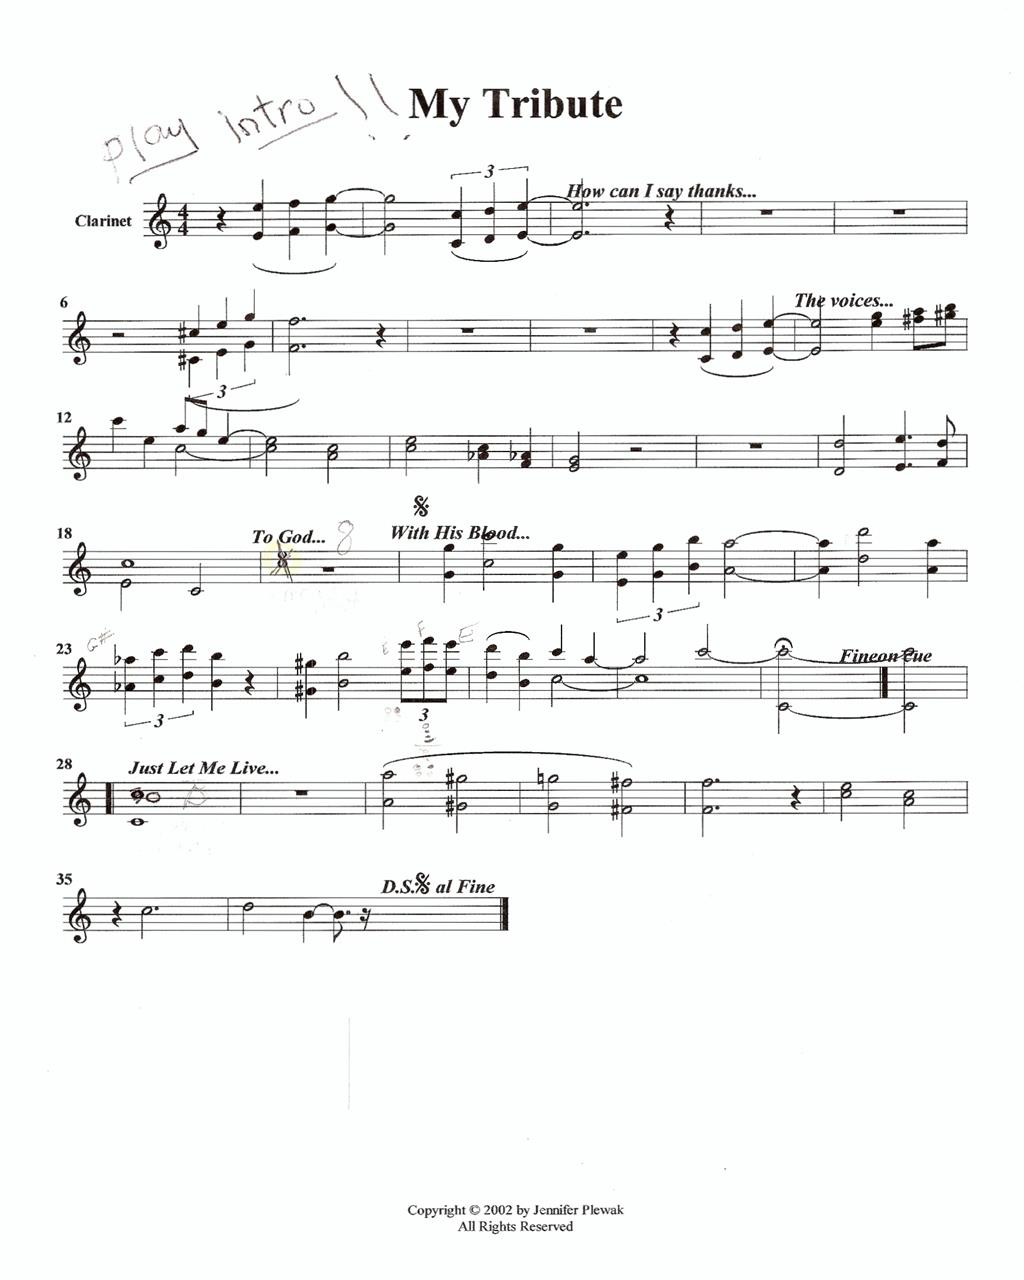 play intro!!
My Tribute
3
How can I say thanks...
Clarinet
4
4
6
The voices...
3
12
18
To God...
8
With His Blood...
3
23
G#
E F E
3
3
Fine on cue
28
Just Let Me Live...
35
D.S. al Fine
Copyright © 2002 by Jennifer Plewak
All Rights Reserved